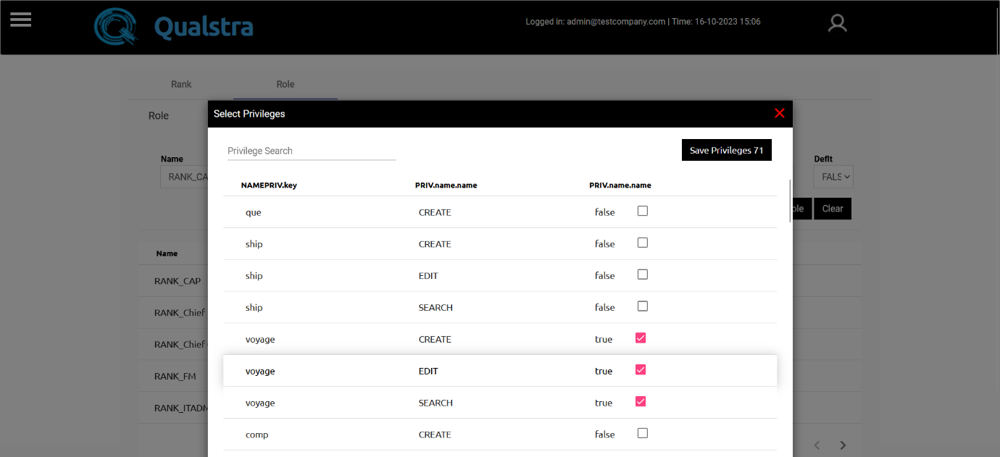 Qualstra
Logged in: admin@testcompany.com | Time: 16-10-2023 15:06
Rank Role
Role
Select Privileges
Privilege Search
Save Privileges 71
Name
RANK_CA
Deflt
FALS
ole
Clear
NAMEPRIV.key PRIV.name.name PRIV.name.name
que CREATE false
ship CREATE false
ship EDIT false
ship SEARCH false
voyage CREATE true
voyage EDIT true
voyage SEARCH true
comp CREATE false
Name
RANK_CAP
RANK_Chief
RANK_Chief
RANK_FM
RANK_ITADM